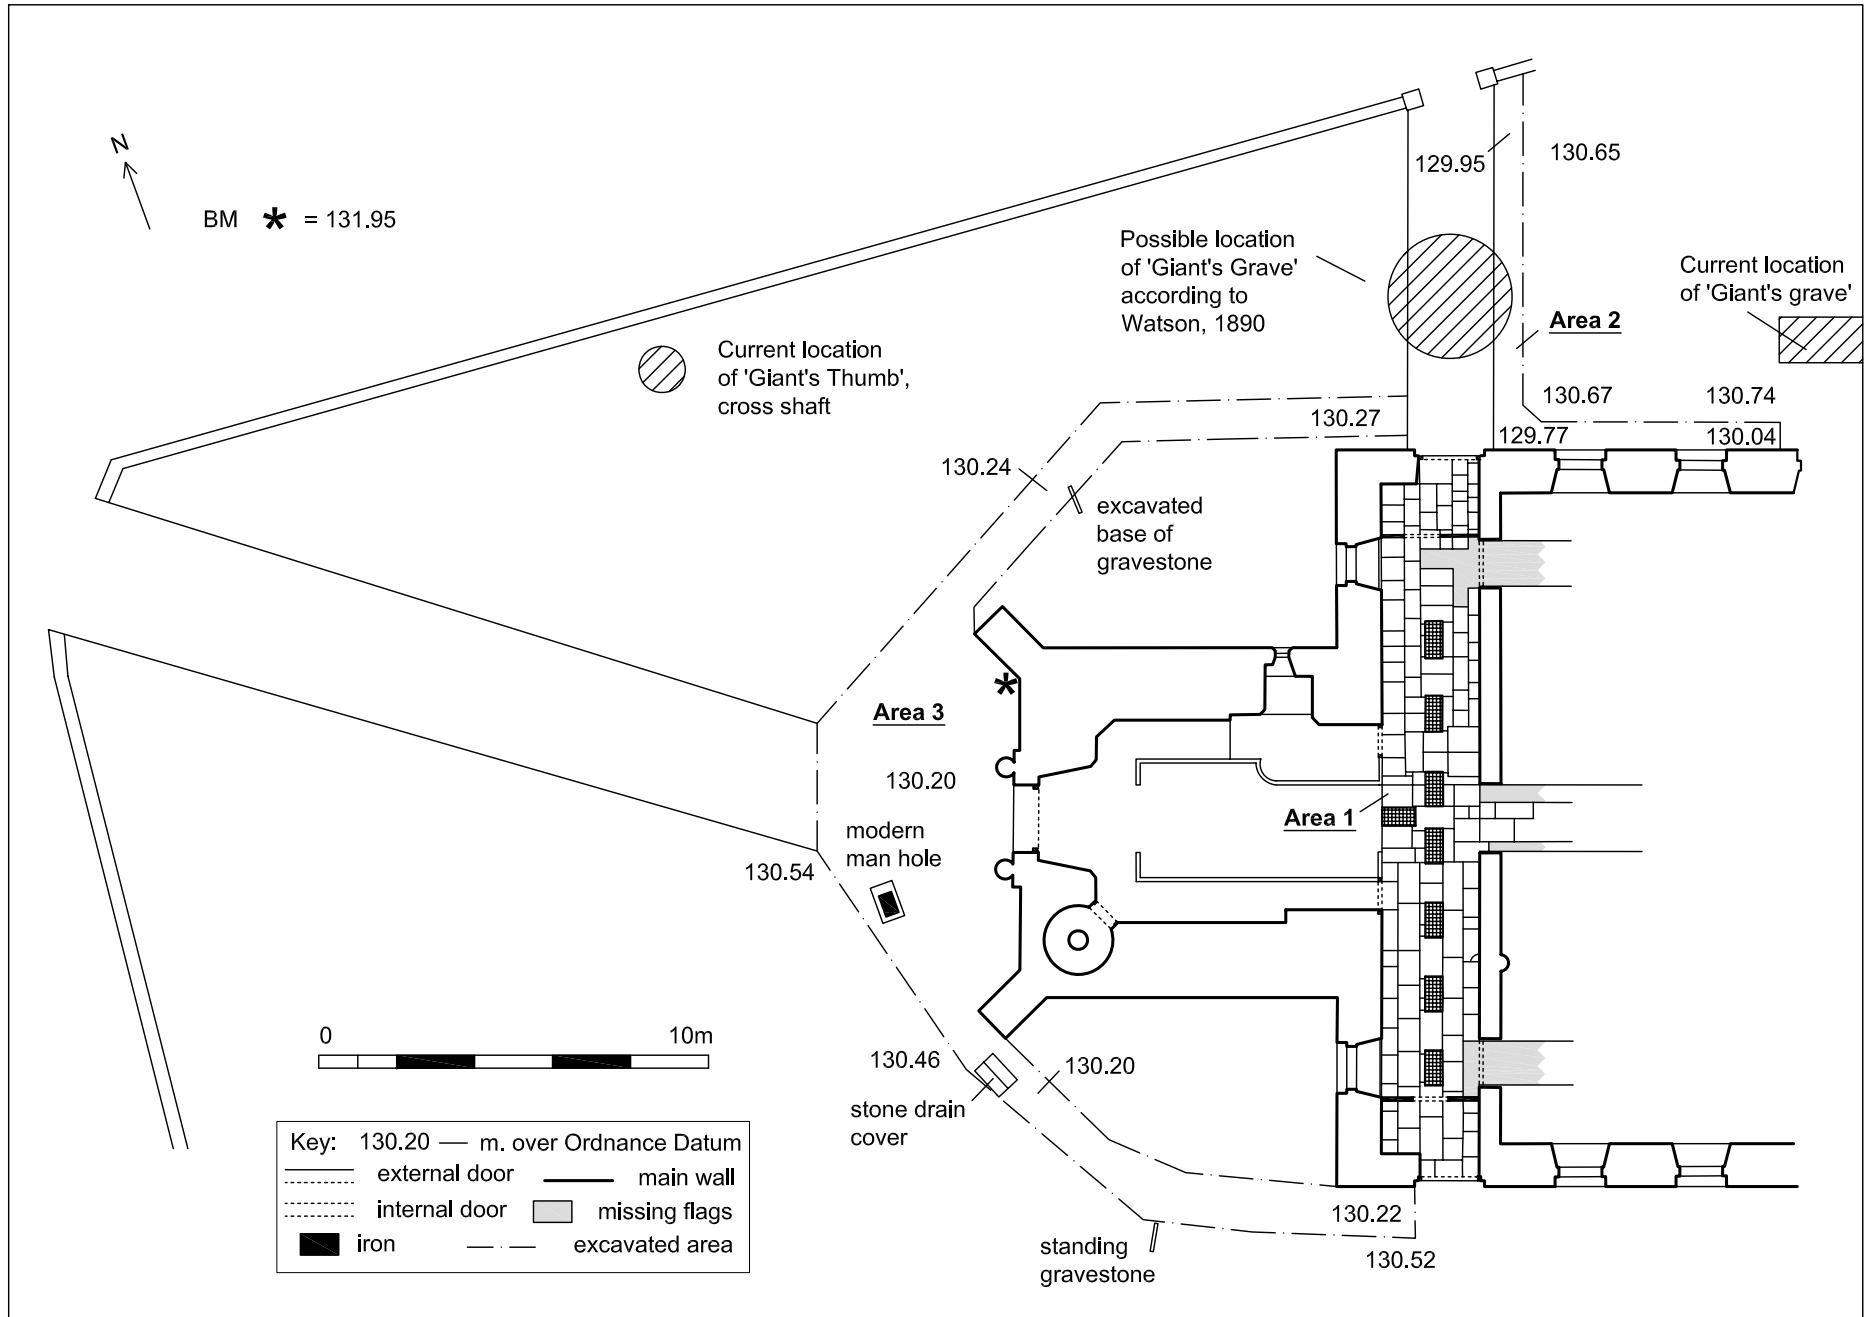 N
BM * = 131.95
129.95
130.65
Possible location
of 'Giant's Grave'
according to
Watson, 1890
Current location
of 'Giant's grave'
Area 2
Current location
of 'Giant's Thumb',
cross shaft
130.67
130.74
130.27
129.77
130.04
130.24
excavated
base of
gravestone
*
Area 3
130.20
Area 1
modern
man hole
130.54
0 10m
130.46
130.20
stone drain
cover
Key: 130.20 — m. over Ordnance Datum
external door
main wall
internal door
missing flags
iron
excavated area
130.22
standing
gravestone
130.52